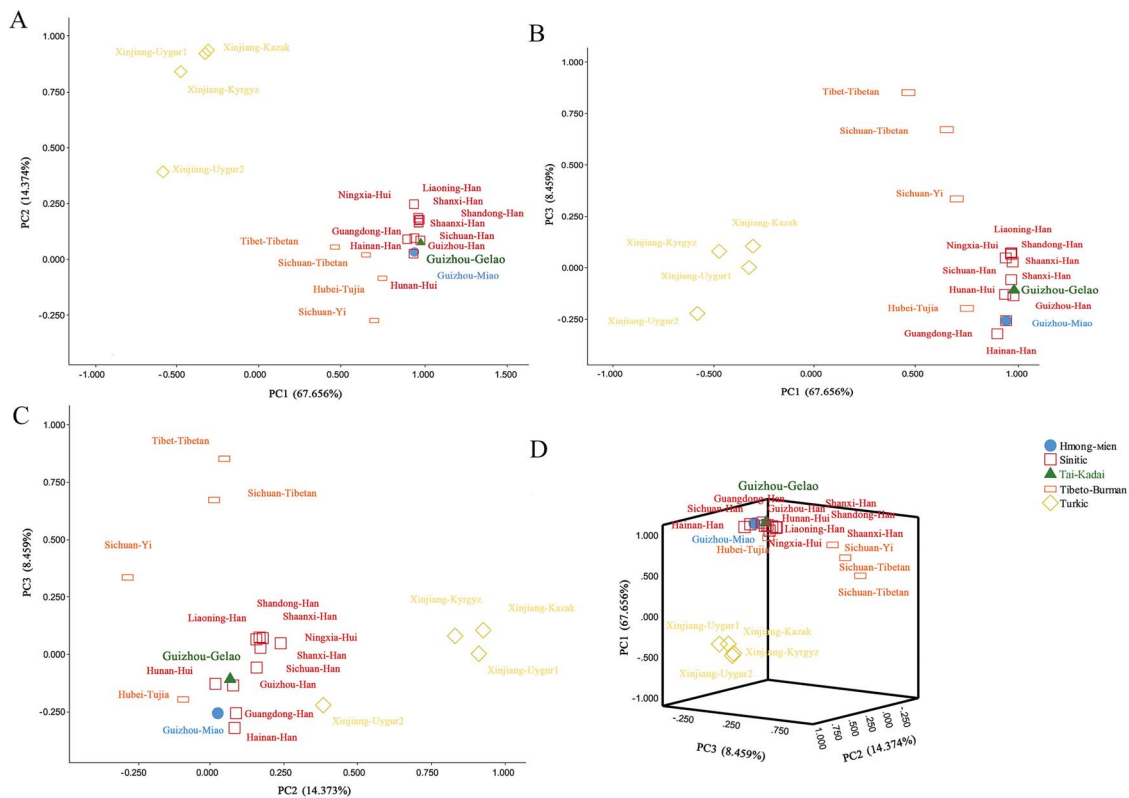 A
1.000
0.750
0.500
0.250
0.000
-0.250
PC2 (14.374%)
Xinjiang-Uygur1
Xinjiang-Kazak
Xinjiang-Kyrgyz
Xinjiang-Uygur2
Ningxia-Hui
Liaoning-Han
Shanxi-Han
Shandong-Han
Shaanxi-Han
Guangdong-Han
Sichuan-Han
Tibet-Tibetan
Hainan-Han
Guizhou-Han
Sichuan-Tibetan
Guizhou-Gelao
Guizhou-Miao
Hubei-Tujia
Hunan-Hui
Sichuan-Yi
-1.000
-0.500
0.000
0.500
1.000
1.500
PC1 (67.656%)
B
1.000
0.750
0.500
0.250
0.000
-0.250
PC3 (8.459%)
Tibet-Tibetan
Sichuan-Tibetan
Sichuan-Yi
Xinjiang-Kazak
Liaoning-Han
Xinjiang-Kyrgyz
Ningxia-Hui
Shandong-Han
Shaanxi-Han
Xinjiang-Uygur1
Sichuan-Han
Shanxi-Han
Hunan-Hui
Guizhou-Gelao
Hubei-Tujia
Guizhou-Han
Xinjiang-Uygur2
Guizhou-Miao
Guangdong-Han
Hainan-Han
-1.000
-0.500
0.000
0.500
1.000
PC1 (67.656%)
C
1.000
0.750
0.500
0.250
0.000
-0.250
PC3 (8.459%)
Tibet-Tibetan
Sichuan-Tibetan
Sichuan-Yi
Shandong-Han
Liaoning-Han
Shaanxi-Han
Xinjiang-Kyrgyz
Xinjiang-Kazak
Ningxia-Hui
Guizhou-Gelao
Shanxi-Han
Xinjiang-Uygur1
Hunan-Hui
Sichuan-Han
Guizhou-Han
Hubei-Tujia
Guangdong-Han
Xinjiang-Uygur2
Guizhou-Miao
Hainan-Han
-0.250
0.000
0.250
0.500
0.750
1.000
PC2 (14.373%)
D
Hmong-Mien
Sinitic
Tai-Kadai
Tibeto-Burman
Turkic
Guizhou-Gelao
Guangdong-Han
Shanxi-Han
Sichuan-Han
Guizhou-Han
Hainan-Han
Hunan-Hui
Shandong-Han
Liaoning-Han
Shaanxi-Han
Guizhou-Miao
Ningxia-Hui
Hubei-Tujia
Sichuan-Yi
Sichuan-Tibetan
Sichuan-Tibetan
Xinjiang-Uygur1
Xinjiang-Kazak
Xinjiang-Kyrgyz
Xinjiang-Uygur2
1.000
.500
.000
-.500
-1.000
PC1 (67.656%)
-.250
.250
.750
PC3 (8.459%)
1.000
.750
.500
.250
.000
-.250
PC2 (14.374%)